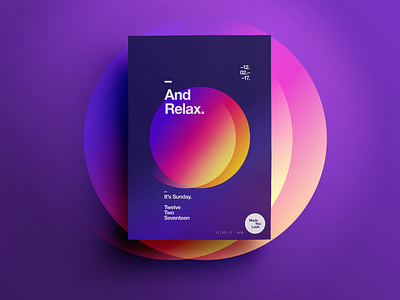 And
Relax.
–12.
02.–
–17.
It's Sunday.
Twelve
Two
Seventeen
Made
You
Look